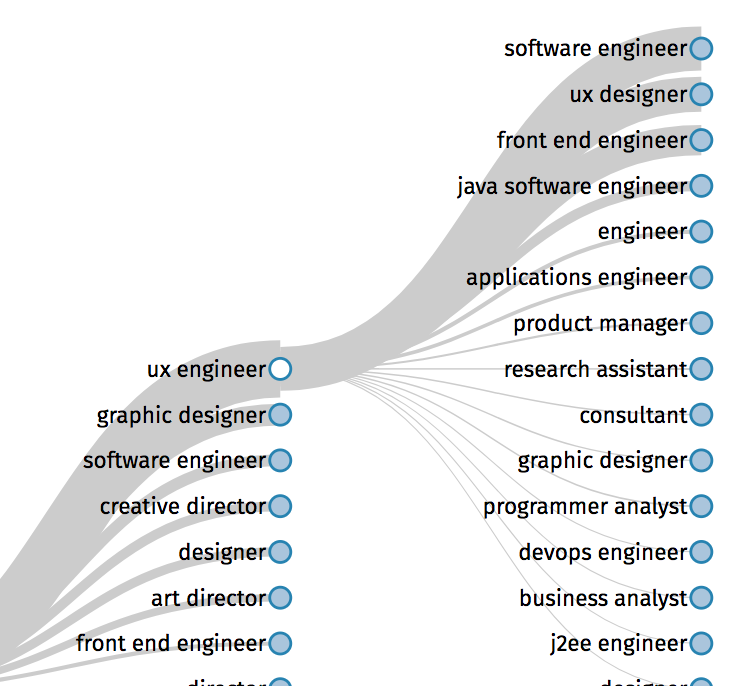 software engineer
ux designer
front end engineer
java software engineer
engineer
applications engineer
product manager
research assistant
consultant
graphic designer
programmer analyst
devops engineer
business analyst
j2ee engineer
designer
ux engineer
graphic designer
software engineer
creative director
designer
art director
front end engineer
director